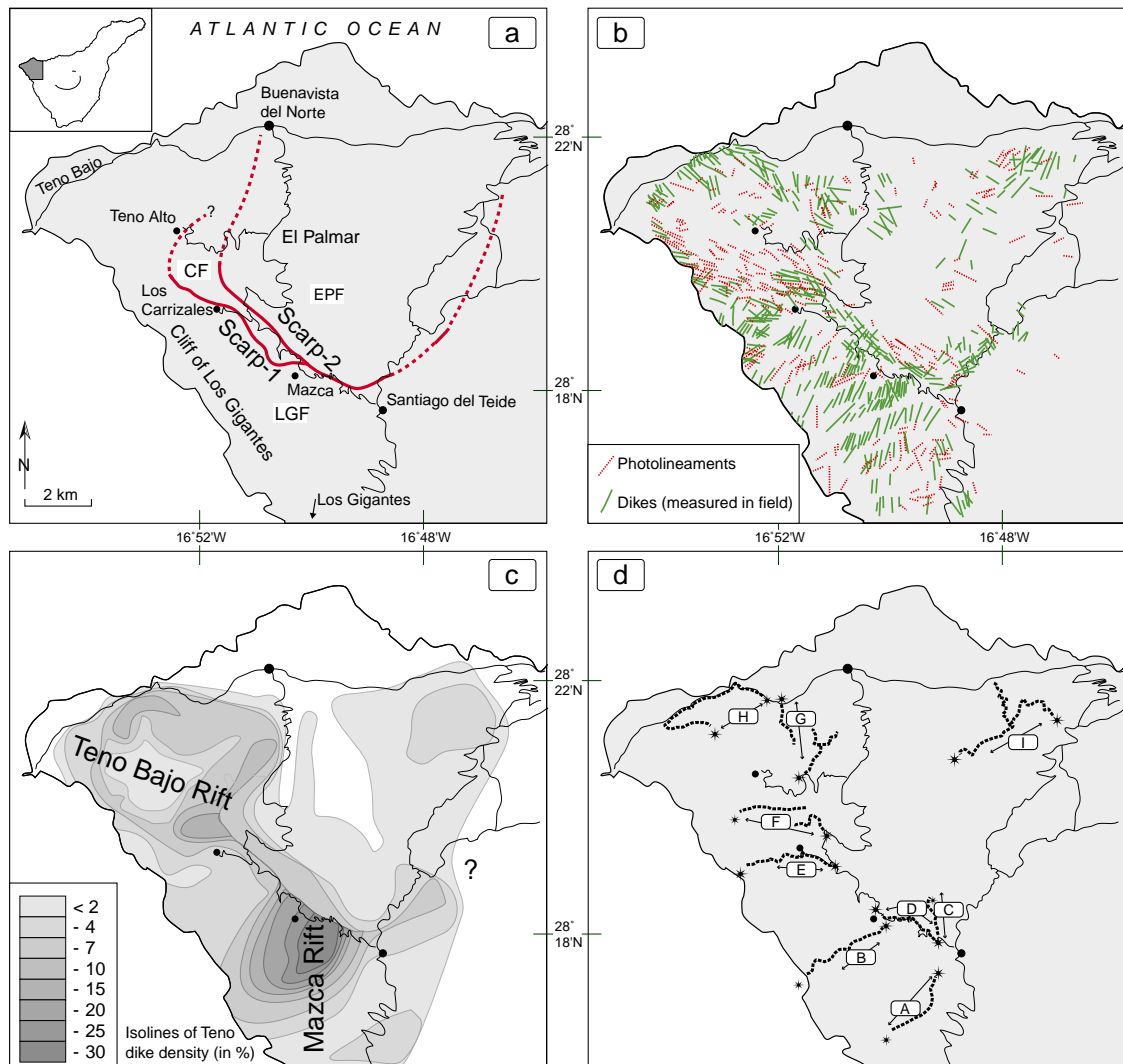 ATLANTIC OCEAN
a
Buenavista
del Norte
Teno Bajo
Teno Alto
?
El Palmar
CF
EPF
Los
Carrizales
Scarp-1
Scarp-2
Cliff of Los Gigantes
Mazca
LGF
Santiago del Teide
N
2 km
Los Gigantes
16°52'W
16°48'W
28°
22'N
28°
18'N
b
Photolineaments
Dikes (measured in field)
16°52'W
16°48'W
c
Teno Bajo Rift
Mazca Rift
?
< 2
- 4
- 7
- 10
- 15
- 20
- 25
- 30
Isolines of Teno
dike density (in %)
28°
22'N
28°
18'N
d
H
G
I
F
E
D
C
B
A